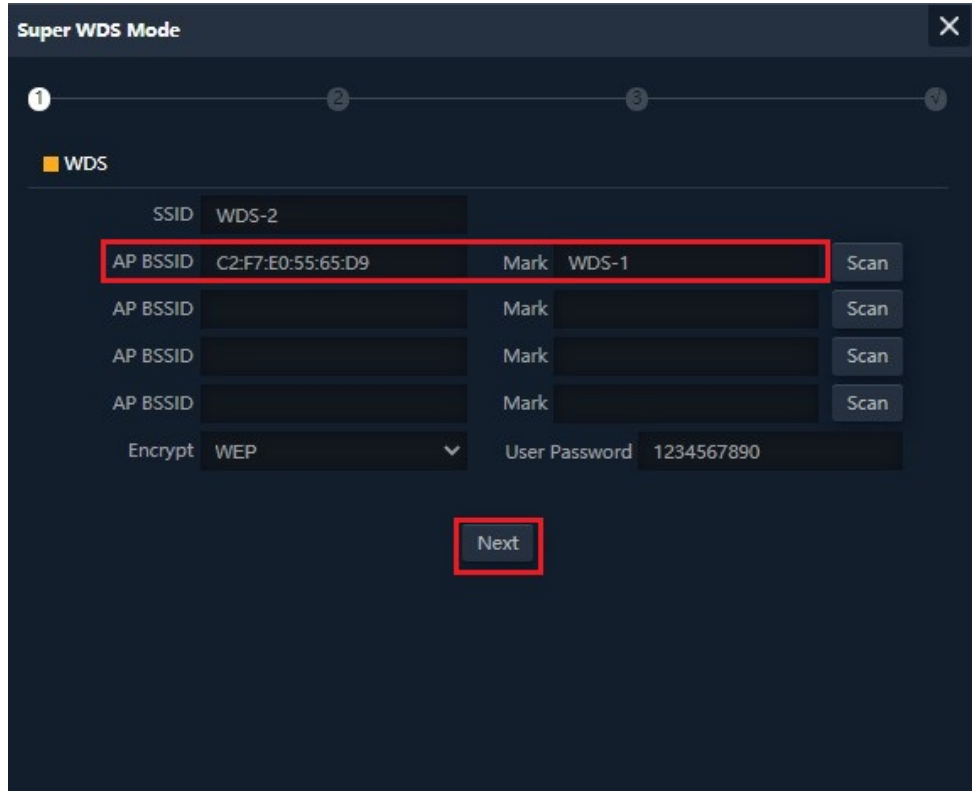 Super WDS Mode
1 2 3 √
WDS
SSID WDS-2
AP BSSID C2:F7:E0:55:65:D9 Mark WDS-1 Scan
AP BSSID Mark Scan
AP BSSID Mark Scan
AP BSSID Mark Scan
Encrypt WEP User Password 1234567890
Next